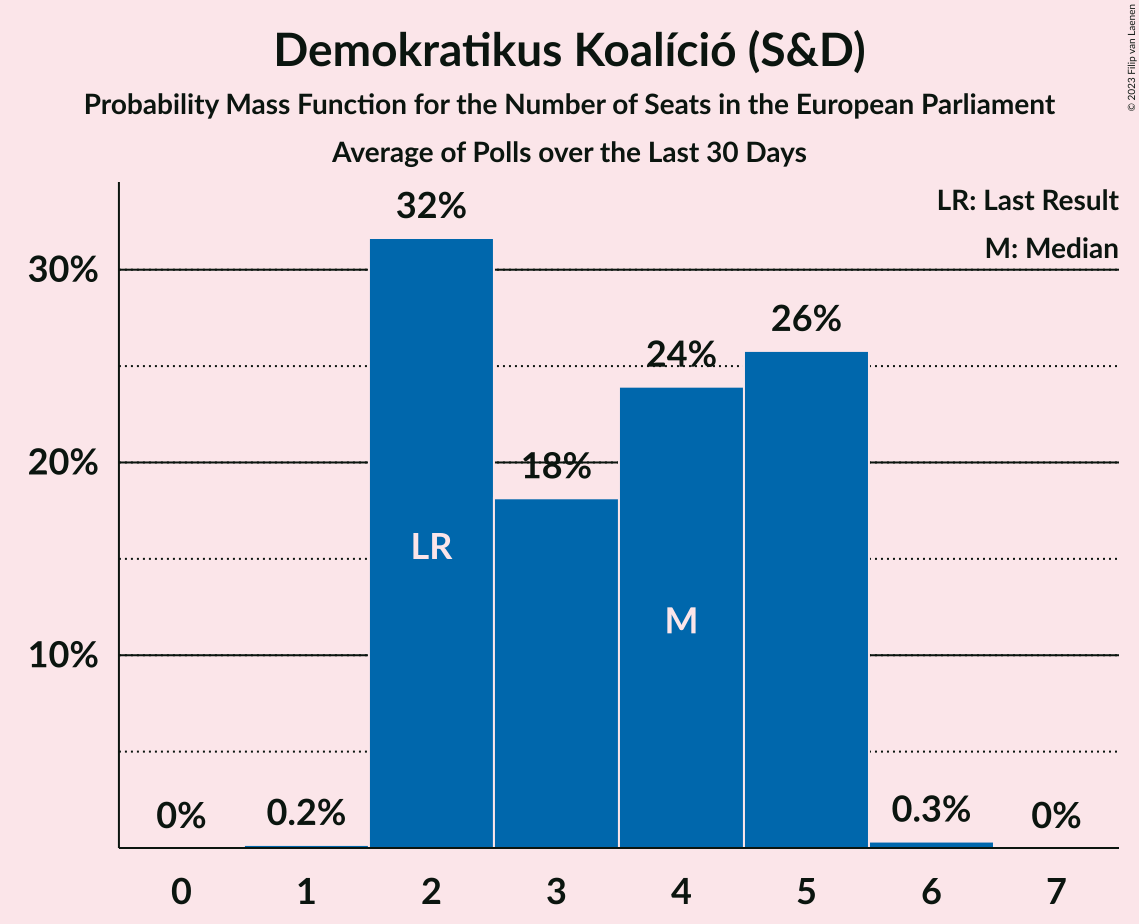 Demokratikus Koalíció (S&D)
Probability Mass Function for the Number of Seats in the European Parliament
Average of Polls over the Last 30 Days
© 2023 Filip van Laenen
LR: Last Result
M: Median
30%
20%
10%
0%
0.2%
32%
18%
24%
26%
0.3%
0%
LR
M
0 1 2 3 4 5 6 7